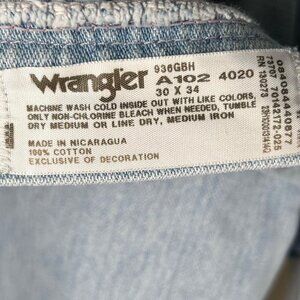 Wrangler 936GBH
A102 4020
30 X 34
MACHINE WASH COLD INSIDE OUT WITH LIKE COLORS,
ONLY NON-CHLORINE BLEACH WHEN NEEDED, TUMBLE
DRY MEDIUM OR LINE DRY, MEDIUM IRON
MADE IN NICARAGUA
100% COTTON
EXCLUSIVE OF DECORATION
09408444087